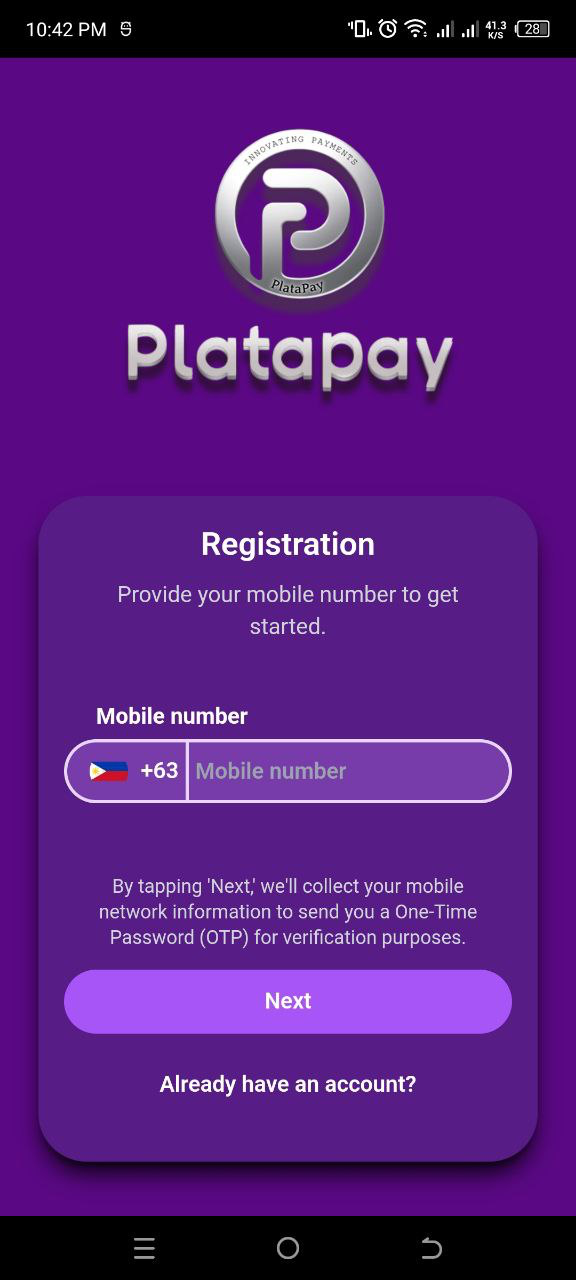 10:42 PM
41.3
K/S
28
INNOVATING PAYMENTS
PlataPay
Platapay
Registration
Provide your mobile number to get
started.
Mobile number
+63
Mobile number
By tapping 'Next,' we'll collect your mobile
network information to send you a One-Time
Password (OTP) for verification purposes.
Next
Already have an account?